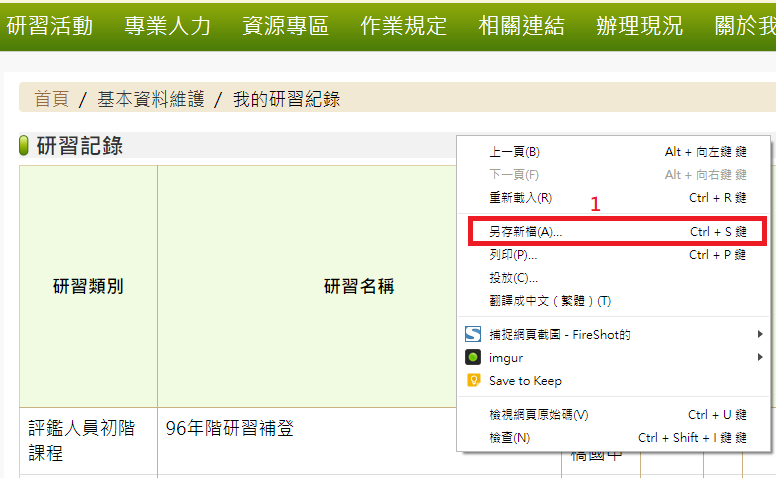 研習活動 專業人力 資源專區 作業規定 相關連結 辦理現況 關於我
首頁 / 基本資料維護 / 我的研習紀錄
研習記錄
研習類別 研習名稱
上一頁(B) Alt + 向左鍵 鍵
下一頁(F) Alt + 向右鍵 鍵
重新載入(R) Ctrl + R 鍵
1
另存新檔(A)... Ctrl + S 鍵
列印(P)... Ctrl + P 鍵
投放(C)...
翻譯成中文 ( 繁體 ) (T)
捕捉網頁截圖 - FireShot的
imgur
Save to Keep
檢視網頁原始碼(V) Ctrl + U 鍵
檢查(N) Ctrl + Shift + I 鍵 鍵
評鑑人員初階
課程
96年階研習補登
橋國中